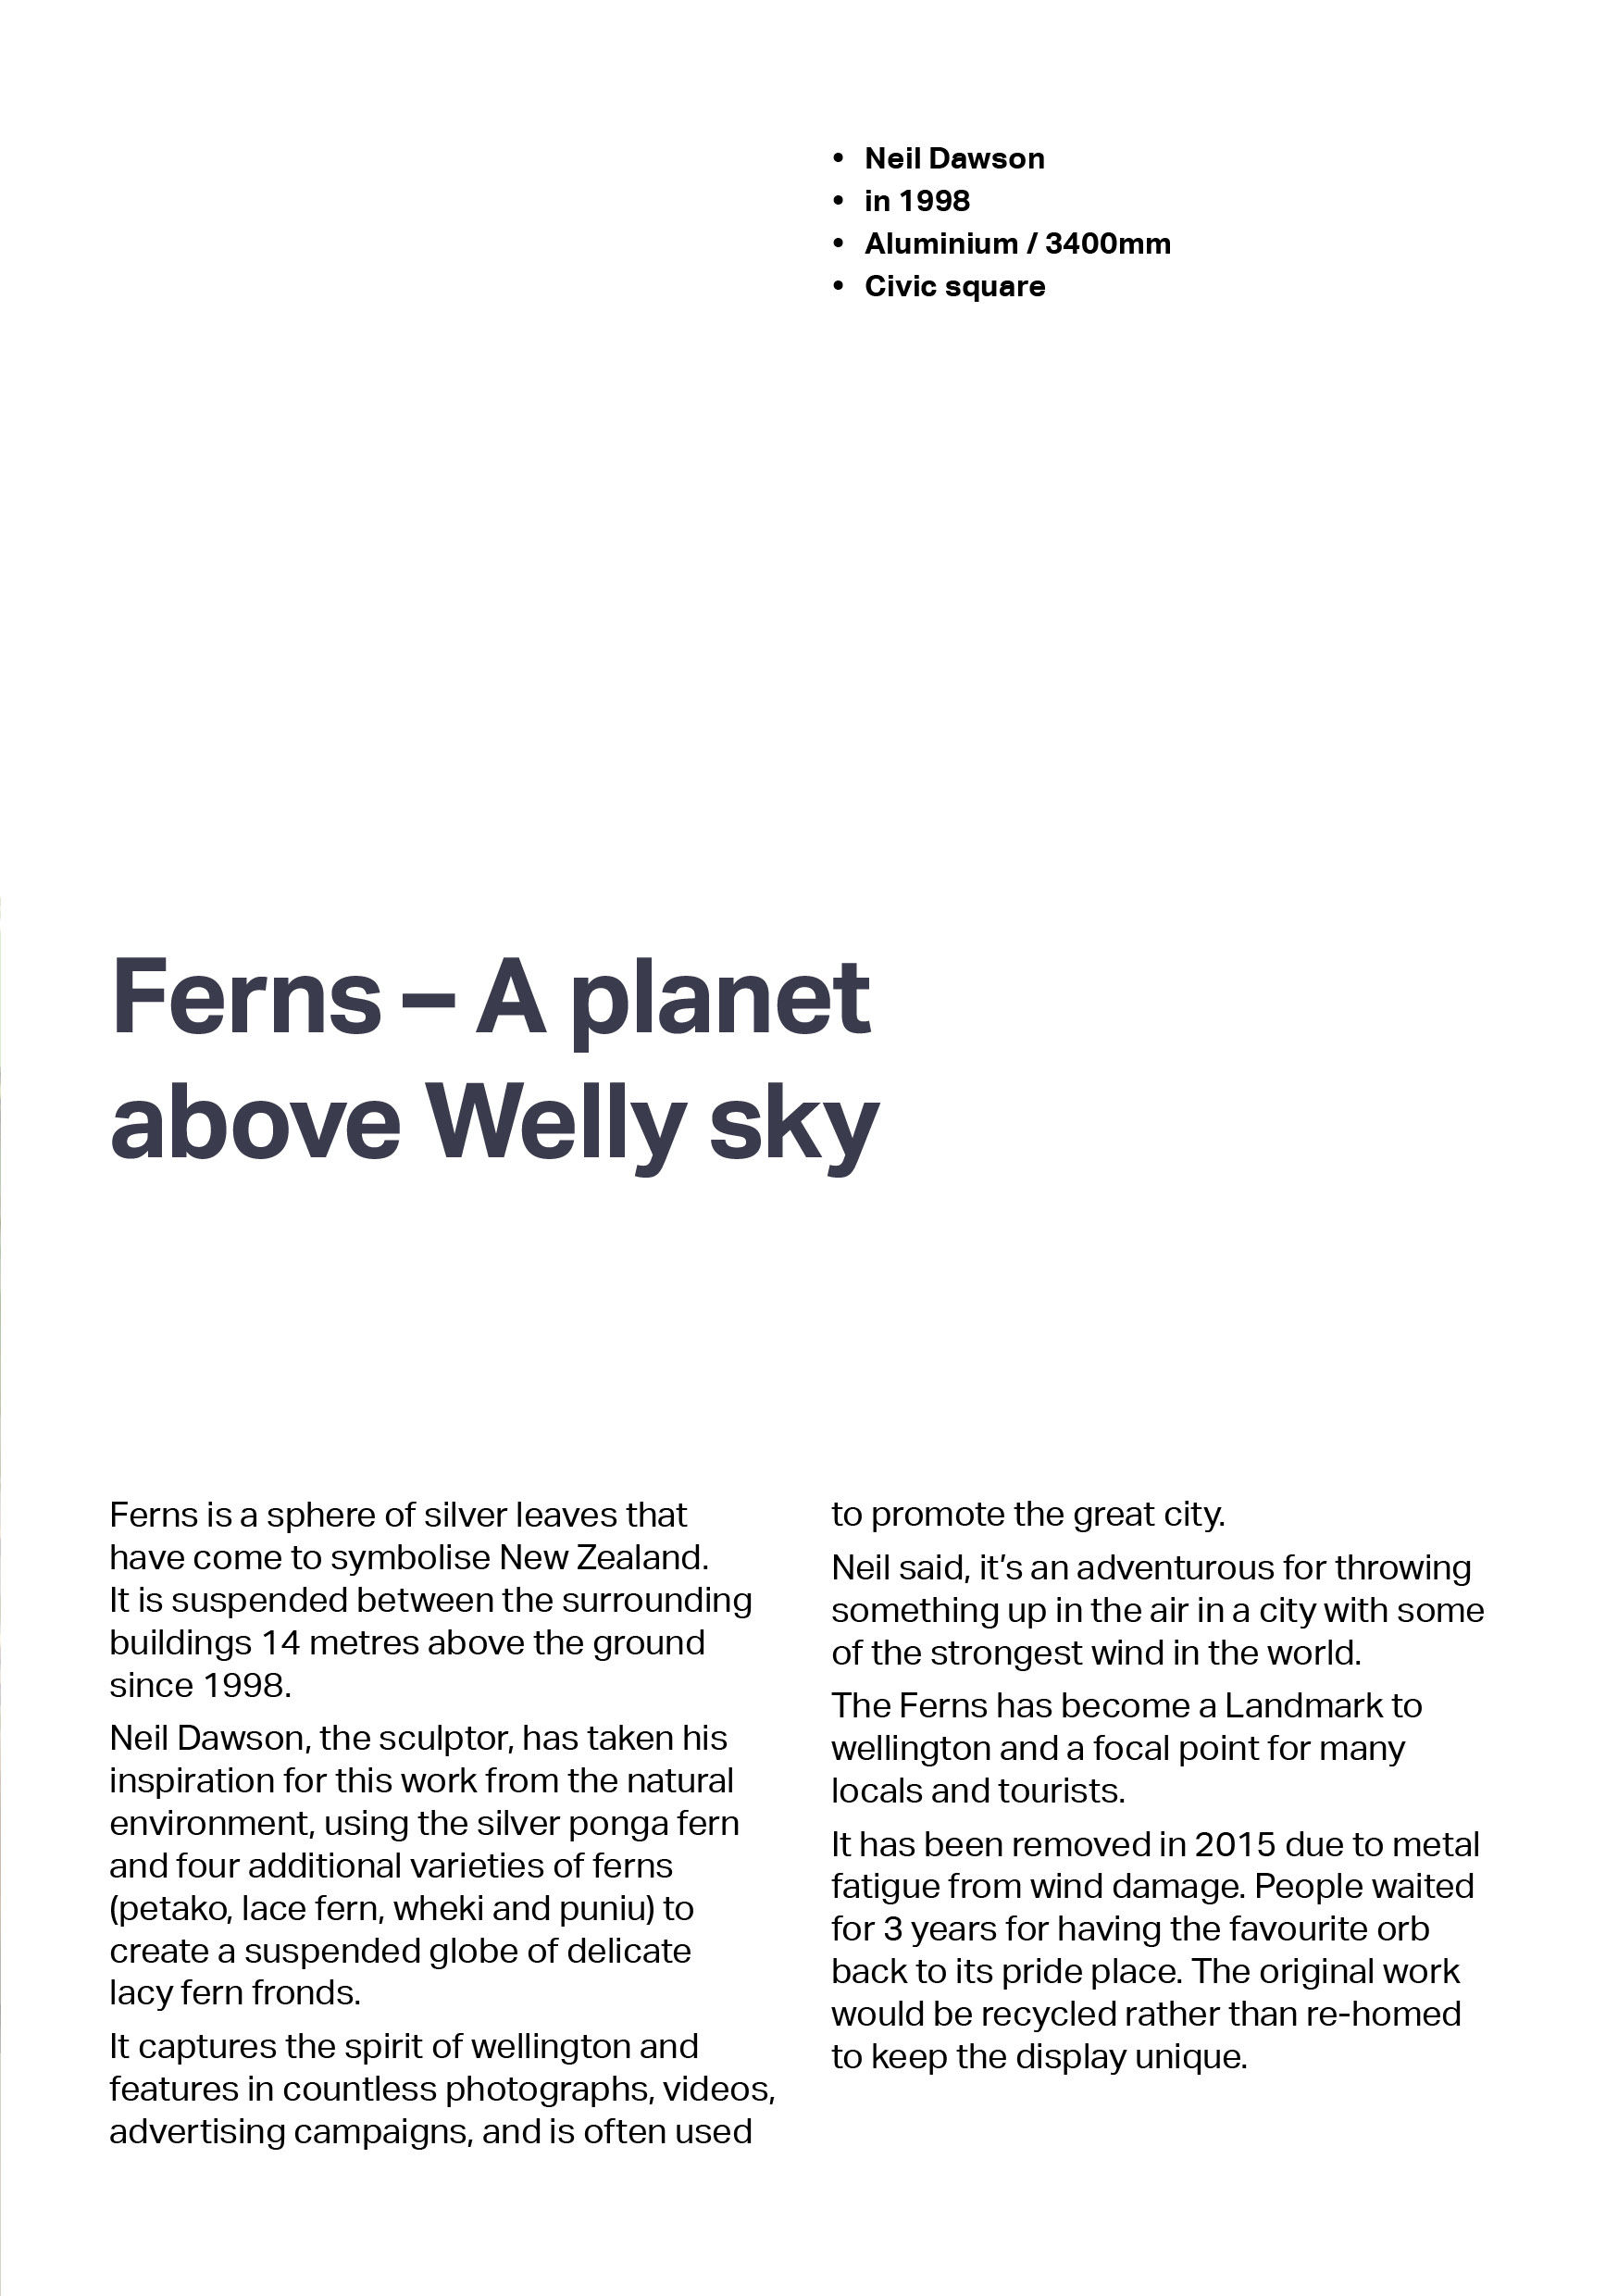 • Neil Dawson
• in 1998
• Aluminium / 3400mm
• Civic square
Ferns – A planet
above Welly sky
Ferns is a sphere of silver leaves that
have come to symbolise New Zealand.
It is suspended between the surrounding
buildings 14 metres above the ground
since 1998.
Neil Dawson, the sculptor, has taken his
inspiration for this work from the natural
environment, using the silver ponga fern
and four additional varieties of ferns
(petako, lace fern, wheki and puniu) to
create a suspended globe of delicate
lacy fern fronds.
It captures the spirit of wellington and
features in countless photographs, videos,
advertising campaigns, and is often used
to promote the great city.
Neil said, it’s an adventurous for throwing
something up in the air in a city with some
of the strongest wind in the world.
The Ferns has become a Landmark to
wellington and a focal point for many
locals and tourists.
It has been removed in 2015 due to metal
fatigue from wind damage. People waited
for 3 years for having the favourite orb
back to its pride place. The original work
would be recycled rather than re-homed
to keep the display unique.